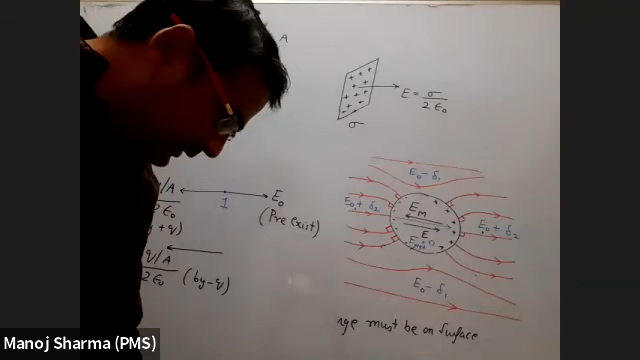 A
E = σ/2ε₀
σ
E₀ - δ₁
/A
2ε₀
+ q)
1
E₀
(Pre exist)
E₀ + δ₂
Em
E
E₀ + δ₂
q/A
2ε₀
(by - q)
E₀ - δ₁
must be on surface
Manoj Sharma (PMS)